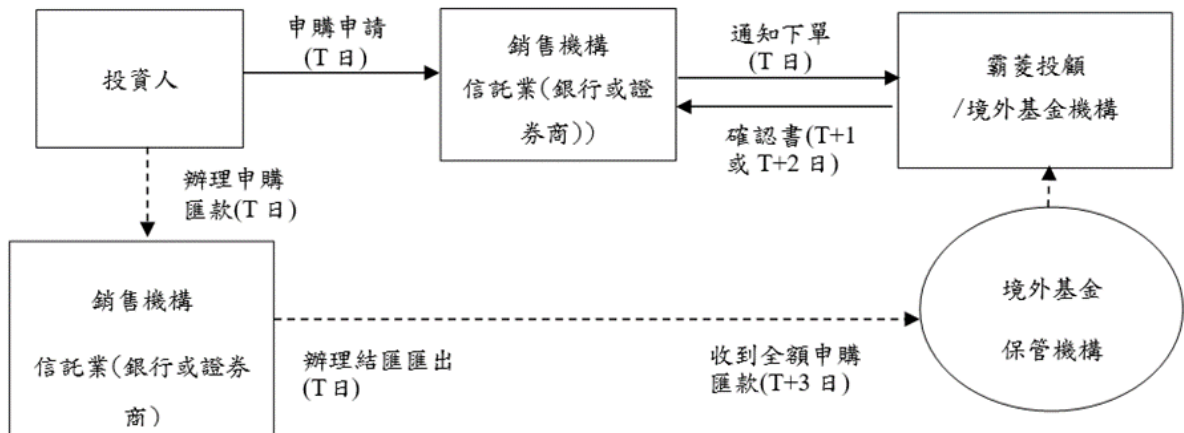 投資人
申購申請
(T 日)
銷售機構
信託業(銀行或證
券商))
通知下單
(T 日)
確認書(T+1
或 T+2 日)
霸菱投顧
/境外基金機構
辦理申購
匯款(T 日)
銷售機構
信託業(銀行或證券
商)
辦理結匯匯出
(T日)
收到全額申購
匯款(T+3 日)
境外基金
保管機構